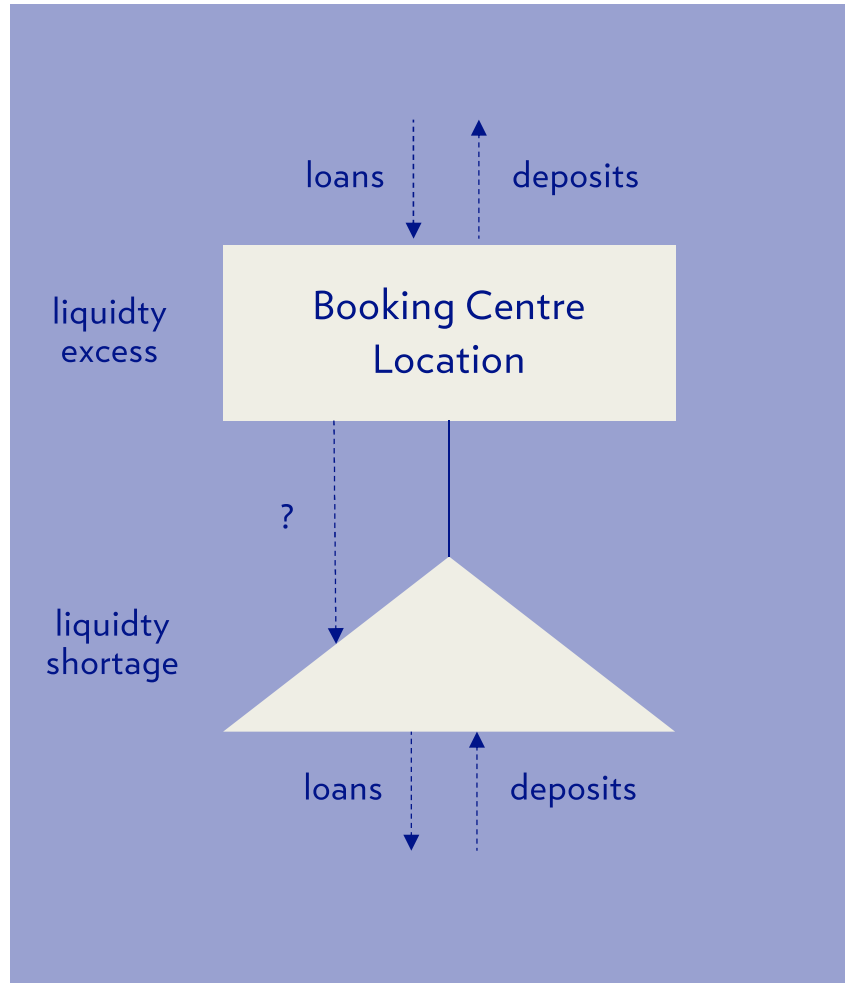 loans
deposits
liquidty
excess
Booking Centre
Location
?
liquidty
shortage
loans
deposits